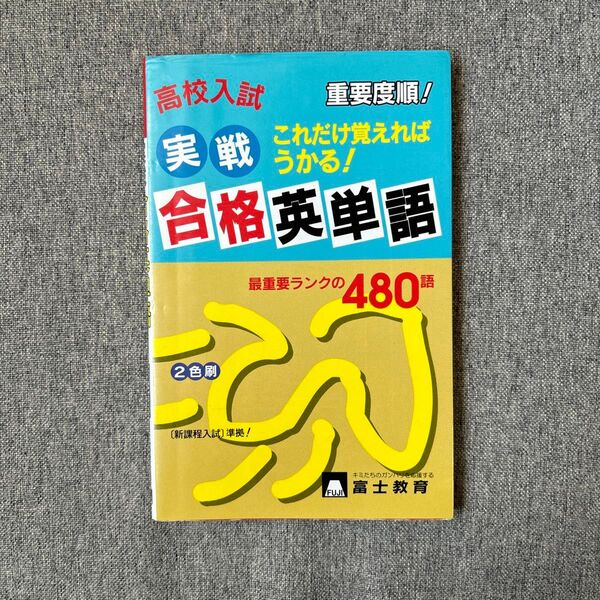 高校入試
重要度順!
実戦
これだけ覚えれば
うかる!
合格英単語
最重要ランクの480語
2色刷
〔新課程入試〕準拠!
キミたちのガンバリを応援する
FUJI
富士教育